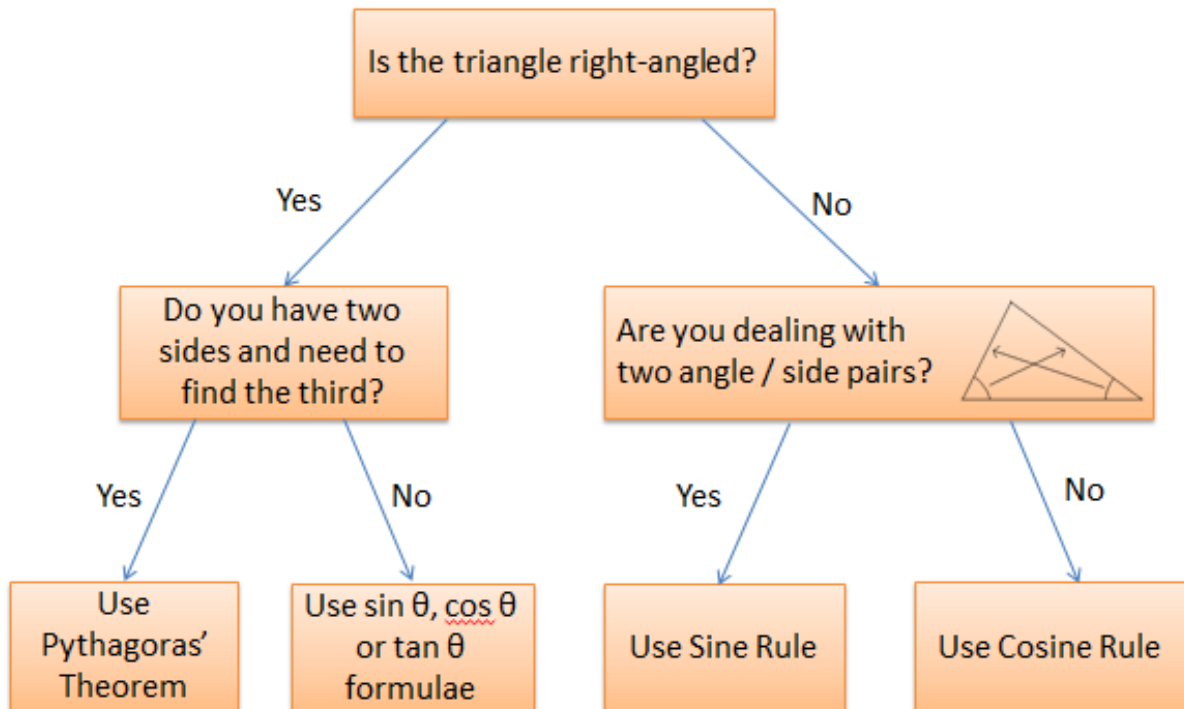 Is the triangle right-angled?
Yes
No
Do you have two
sides and need to
find the third?
Are you dealing with
two angle / side pairs?
Yes
No
Yes
No
Use
Pythagoras’
Theorem
Use sin θ, cos θ
or tan θ
formulae
Use Sine Rule
Use Cosine Rule